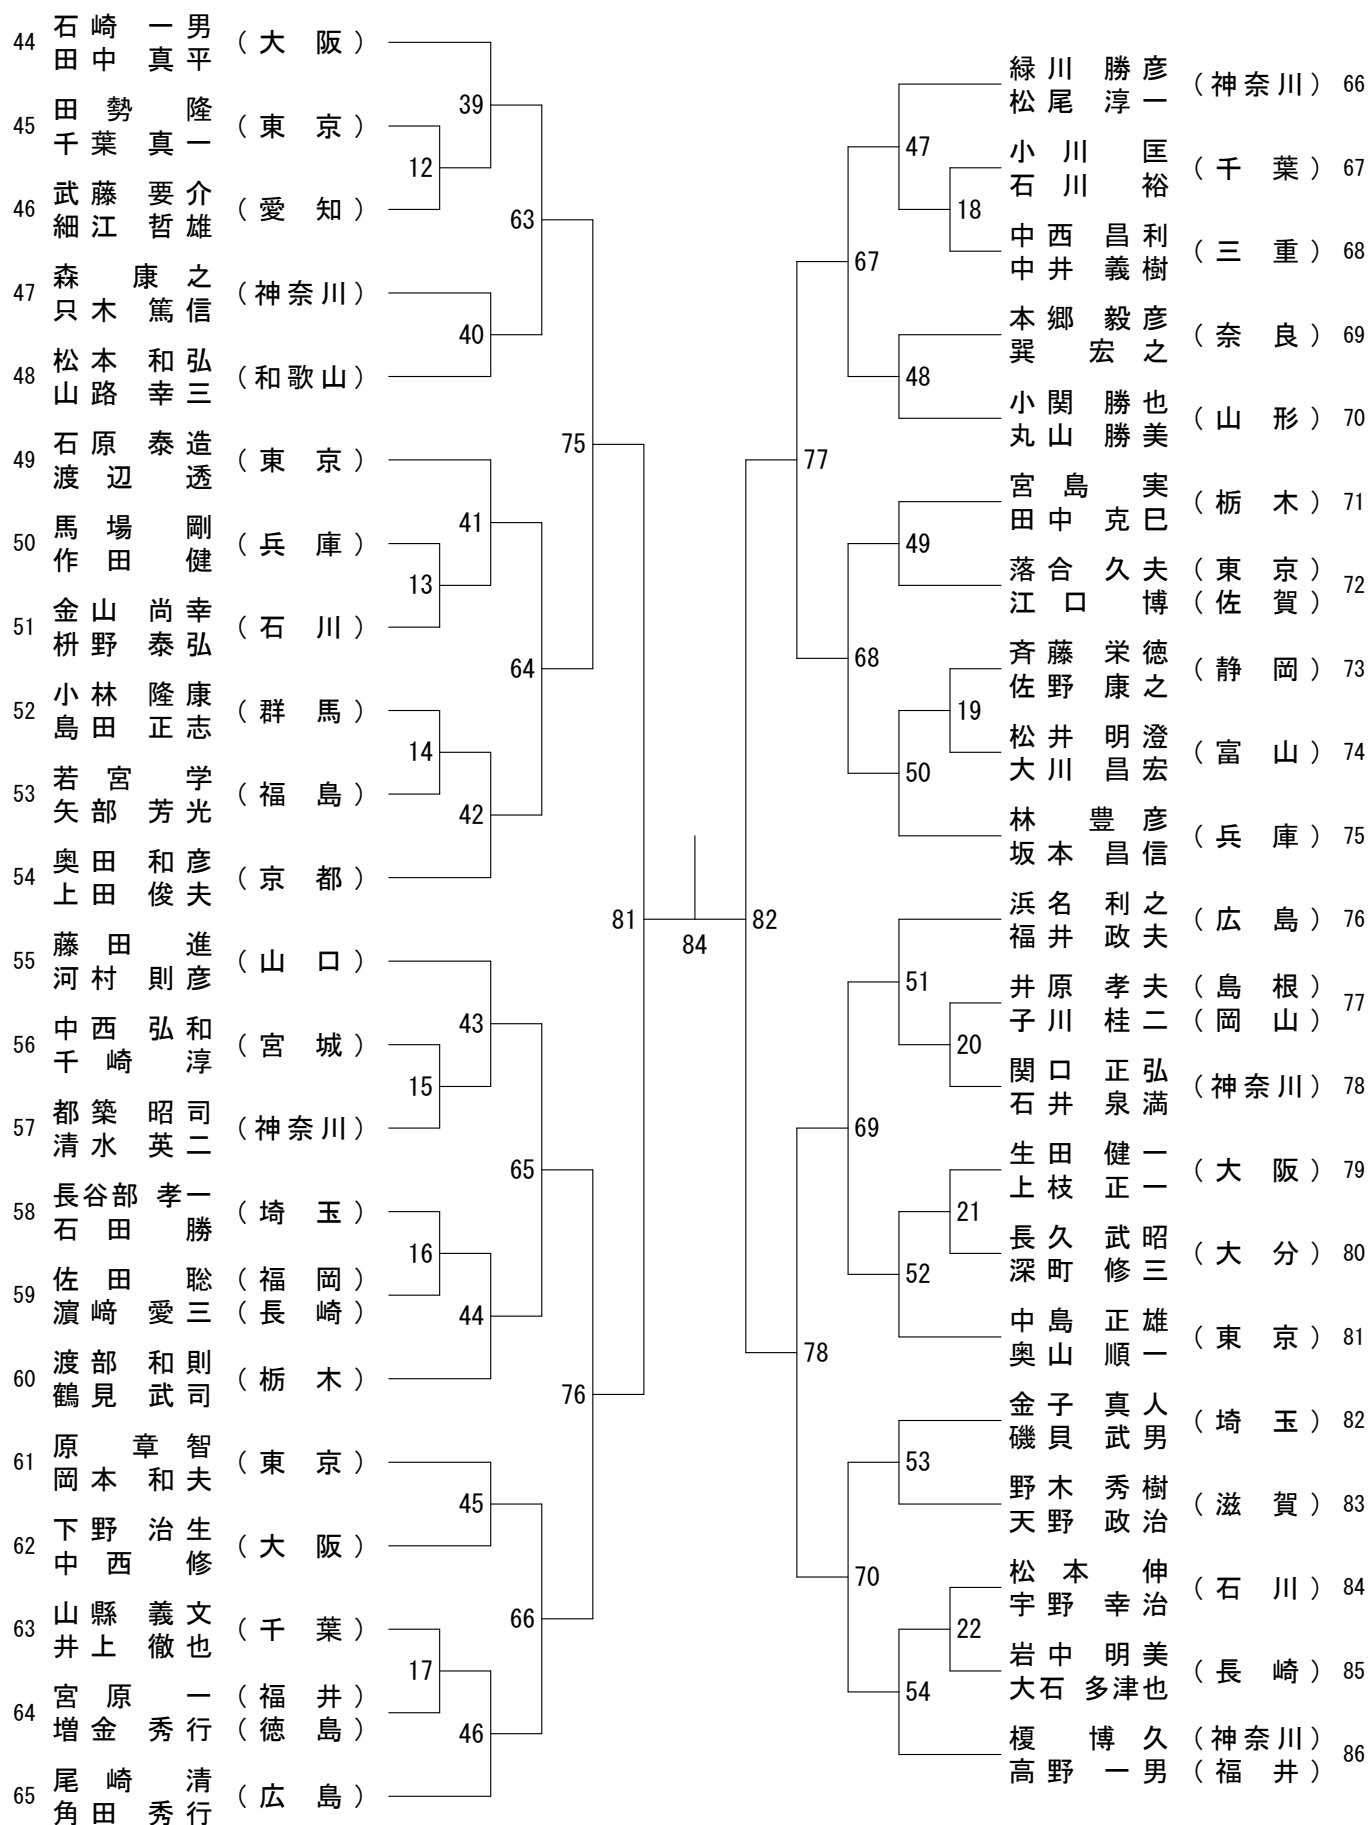 44 石崎 一男 (大阪)
田中 真平
45 田勢 隆 (東京)
千葉 真一
46 武藤 要介 (愛知)
細江 哲雄
47 森 康之 (神奈川)
只木 篤信
48 松本 和弘 (和歌山)
山路 幸三
49 石原 泰造 (東京)
渡辺 透
50 馬場 剛 (兵庫)
作田 健
51 金山 尚幸 (石川)
枡野 泰弘
52 小林 隆康 (群馬)
島田 正志
53 若宮 学 (福島)
矢部 芳光
54 奥田 和彦 (京都)
上田 俊夫
55 藤田 進 (山口)
河村 則彦
56 中西 弘和 (宮城)
千崎 淳
57 都築 昭司 (神奈川)
清水 英二
58 長谷部 孝一 (埼玉)
石田 勝
59 佐田 聡 (福岡)
濵﨑 愛三 (長崎)
60 渡部 和則 (栃木)
鶴見 武司
61 原 章智 (東京)
岡本 和夫
62 下野 治生 (大阪)
中西 修
63 山縣 義文 (千葉)
井上 徹也
64 宮原 一 (福井)
増金 秀行 (徳島)
65 尾崎 清 (広島)
角田 秀行
12
13
14
15
16
17
39
40
41
42
43
44
45
46
63
64
65
66
75
76
81
84
82
77
78
67
68
69
70
47
48
49
50
51
52
53
54
18
19
20
21
22
緑川 勝彦 (神奈川) 66
松尾 淳一
小川 匡 (千葉) 67
石川 裕
中西 昌利 (三重) 68
中井 義樹
本郷 毅彦 (奈良) 69
巽 宏之
小関 勝也 (山形) 70
丸山 勝美
宮島 実 (栃木) 71
田中 克巳
落合 久夫 (東京) 72
江口 博 (佐賀)
斉藤 栄徳 (静岡) 73
佐野 康之
松井 明澄 (富山) 74
大川 昌宏
林 豊彦 (兵庫) 75
坂本 昌信
浜名 利之 (広島) 76
福井 政夫
井原 孝夫 (島根) 77
子川 桂二 (岡山)
関口 正弘 (神奈川) 78
石井 泉満
生田 健一 (大阪) 79
上枝 正一
長久 武昭 (大分) 80
深町 修三
中島 正雄 (東京) 81
奥山 順一
金子 真人 (埼玉) 82
磯貝 武男
野木 秀樹 (滋賀) 83
天野 政治
松本 伸 (石川) 84
宇野 幸治
岩中 明美 (長崎) 85
大石 多津也
榎 博久 (神奈川) 86
高野 一男 (福井)